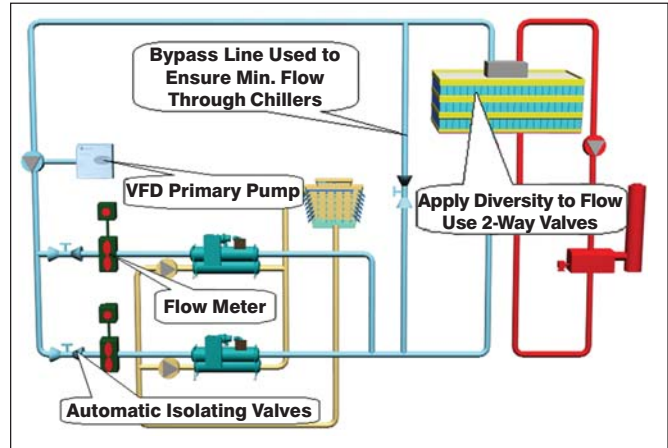 Bypass Line Used to
Ensure Min. Flow
Through Chillers
VFD Primary Pump
Apply Diversity to Flow
Use 2-Way Valves
Flow Meter
Automatic Isolating Valves